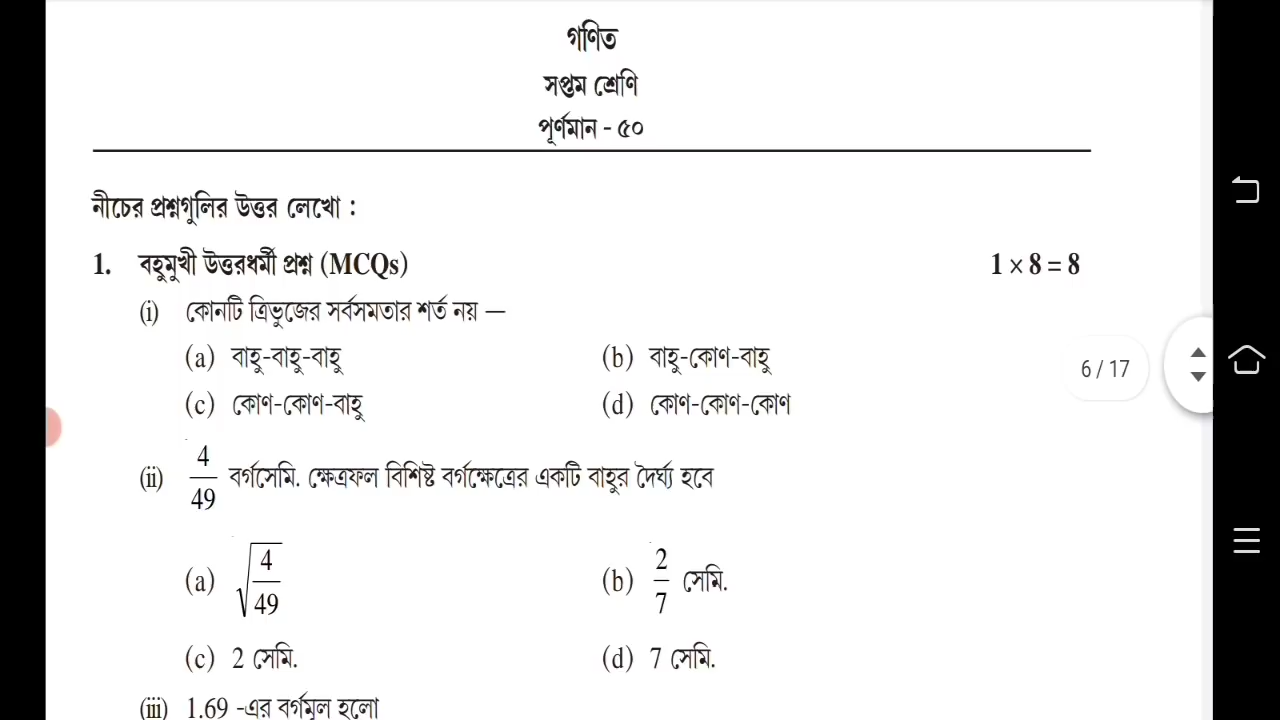 গণিত
সপ্তম শ্রেণি
পূর্ণমান - ৫০
নীচের প্রশ্নগুলির উত্তর লেখো :
1. বহুমুখী উত্তরধর্মী প্রশ্ন (MCQs) 1 × 8 = 8
(i) কোনটি ত্রিভুজের সর্বসমতার শর্ত নয় —
(a) বাহু-বাহু-বাহু (b) বাহু-কোণ-বাহু
6 / 17
(c) কোণ-কোণ-বাহু (d) কোণ-কোণ-কোণ
(ii) 4/49 বর্গসেমি. ক্ষেত্রফল বিশিষ্ট বর্গক্ষেত্রের একটি বাহুর দৈর্ঘ্য হবে
(a) √4/49 (b) 2/7 সেমি.
(c) 2 সেমি. (d) 7 সেমি.
(iii) 1.69 -এর বর্গমূল হলো